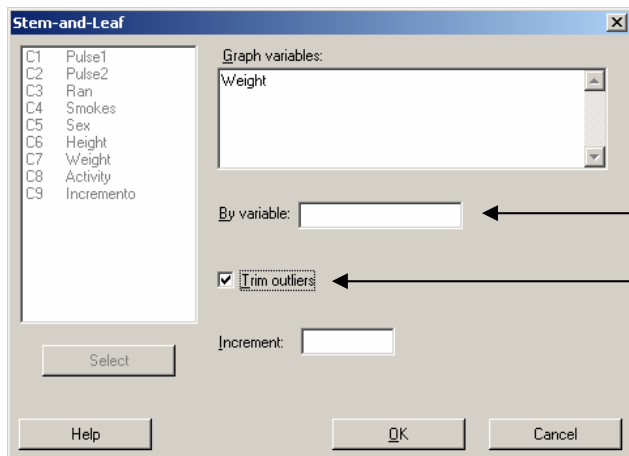 Stem-and-Leaf
C1 Pulse1
C2 Pulse2
C3 Ran
C4 Smokes
C5 Sex
C6 Height
C7 Weight
C8 Activity
C9 Incremento
Select
Graph variables:
Weight
By variable:
Trim outliers
Increment:
Help
OK
Cancel